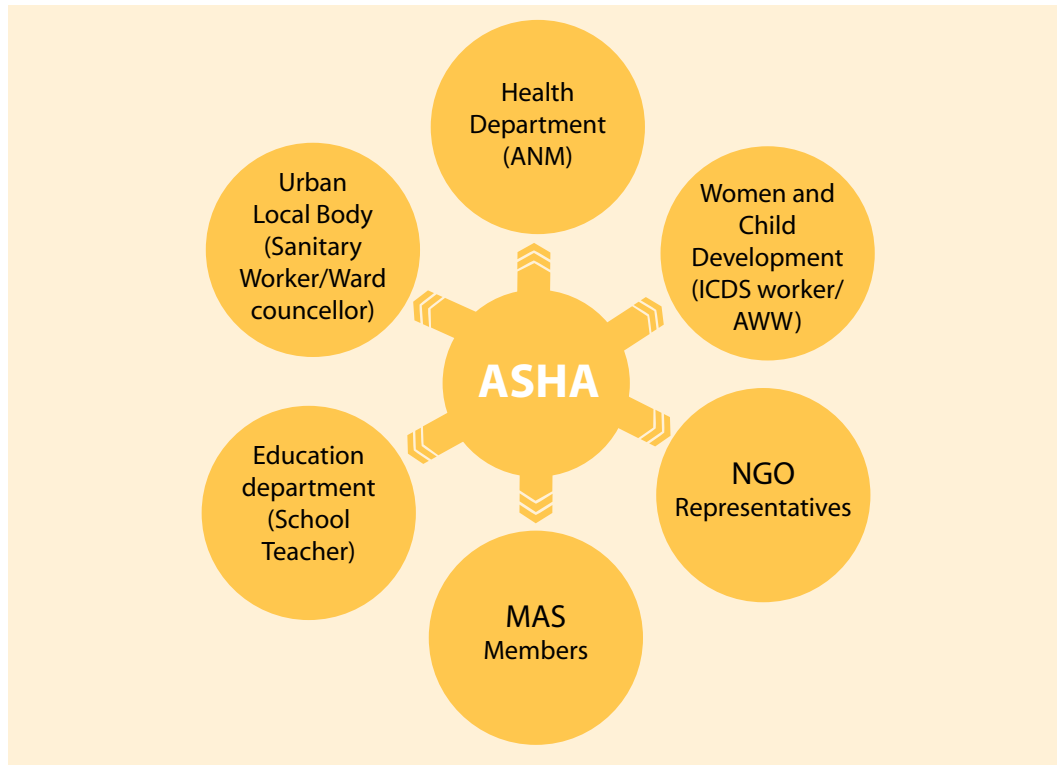 Health
Department
(ANM)
Urban
Local Body
(Sanitary
Worker/Ward
councellor)
Women and
Child
Development
(ICDS worker/
AWW)
ASHA
Education
department
(School
Teacher)
NGO
Representatives
MAS
Members